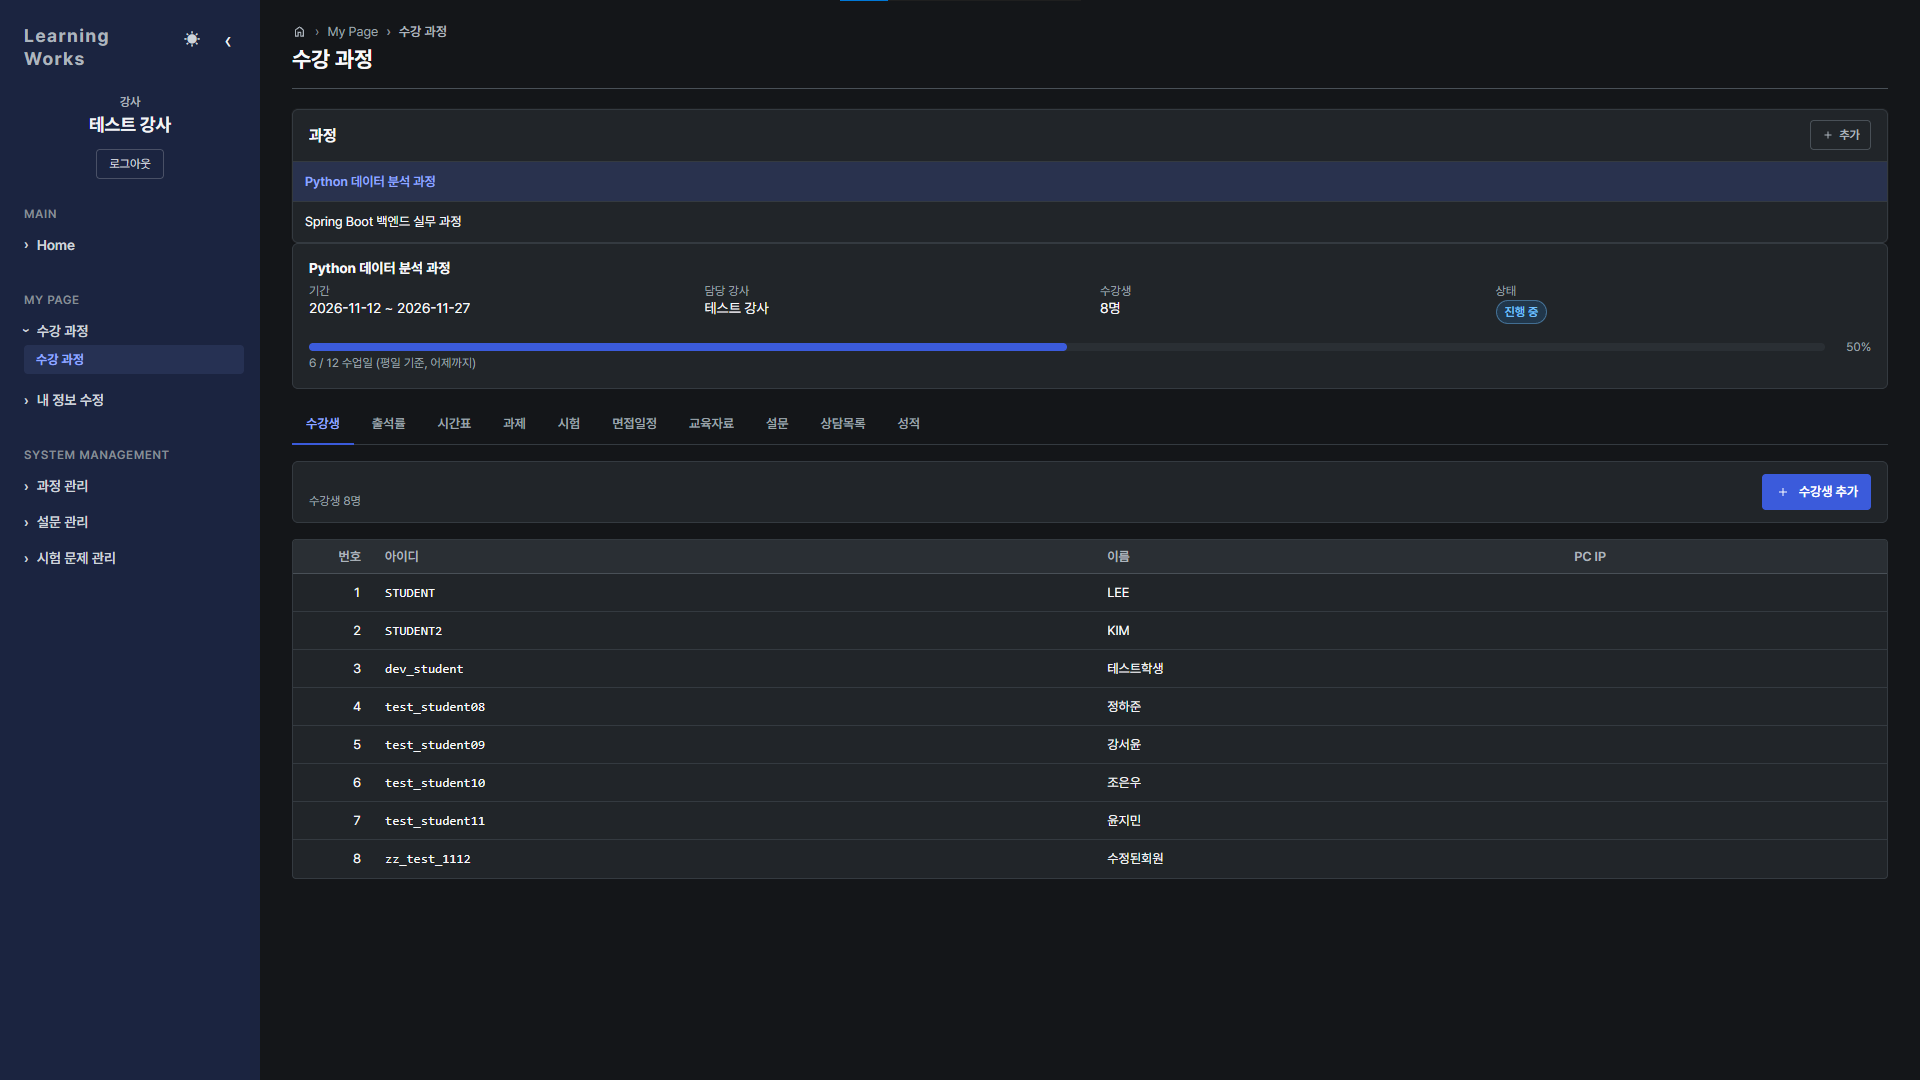 Learning
Works
강사
테스트 강사
로그아웃
MAIN
Home
MY PAGE
수강 과정
수강 과정
내 정보 수정
SYSTEM MANAGEMENT
과정 관리
설문 관리
시험 문제 관리
My Page › 수강 과정
수강 과정
과정
+ 추가
Python 데이터 분석 과정
Spring Boot 백엔드 실무 과정
Python 데이터 분석 과정
기간 담당 강사 수강생 상태
2026-11-12 ~ 2026-11-27 테스트 강사 8명 진행 중
50%
6 / 12 수업일 (평일 기준, 어제까지)
수강생 출석률 시간표 과제 시험 면접일정 교육자료 설문 상담목록 성적
수강생 8명
+ 수강생 추가
번호 아이디 이름 PC IP
1 STUDENT LEE
2 STUDENT2 KIM
3 dev_student 테스트학생
4 test_student08 정하준
5 test_student09 강서윤
6 test_student10 조은우
7 test_student11 윤지민
8 zz_test_1112 수정된회원